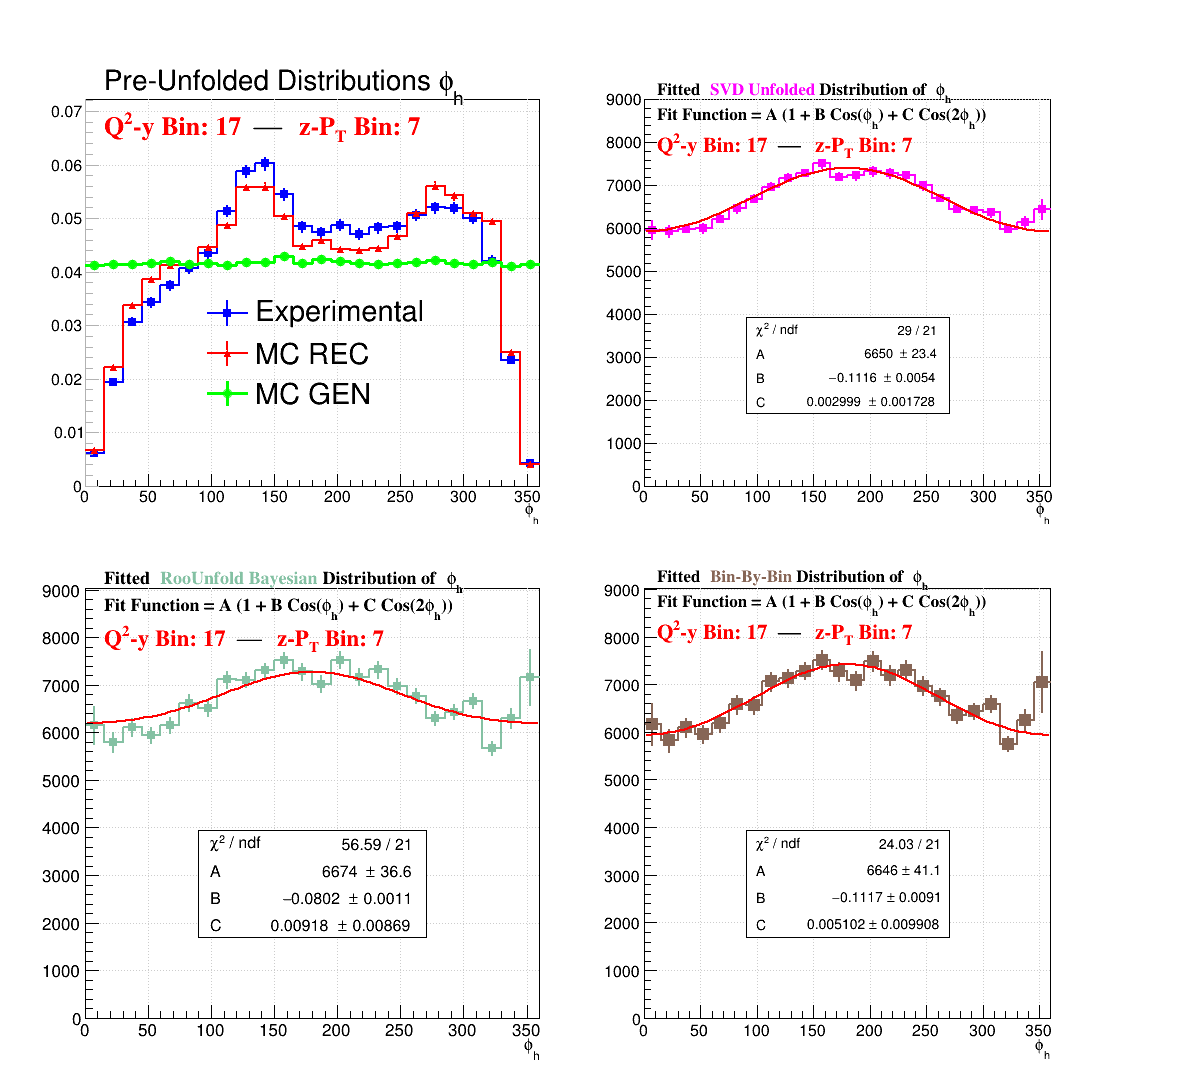 Pre-Unfolded Distributions ϕh
Q²-y Bin: 17 — z-PT Bin: 7
0.07
0.06
0.05
0.04
0.03
0.02
0.01
0
Experimental
MC REC
MC GEN
0 50 100 150 200 250 300 350
ϕh
Fitted SVD Unfolded Distribution of ϕh
Fit Function = A (1 + B Cos(ϕh) + C Cos(2ϕh))
Q²-y Bin: 17 — z-PT Bin: 7
9000
8000
7000
6000
5000
4000
3000
2000
1000
0
χ² / ndf 29 / 21
A 6650 ± 23.4
B −0.1116 ± 0.0054
C 0.002999 ± 0.001728
0 50 100 150 200 250 300 350
ϕh
Fitted RooUnfold Bayesian Distribution of ϕh
Fit Function = A (1 + B Cos(ϕh) + C Cos(2ϕh))
Q²-y Bin: 17 — z-PT Bin: 7
9000
8000
7000
6000
5000
4000
3000
2000
1000
0
χ² / ndf 56.59 / 21
A 6674 ± 36.6
B −0.0802 ± 0.0011
C 0.00918 ± 0.00869
0 50 100 150 200 250 300 350
ϕh
Fitted Bin-By-Bin Distribution of ϕh
Fit Function = A (1 + B Cos(ϕh) + C Cos(2ϕh))
Q²-y Bin: 17 — z-PT Bin: 7
9000
8000
7000
6000
5000
4000
3000
2000
1000
0
χ² / ndf 24.03 / 21
A 6646 ± 41.1
B −0.1117 ± 0.0091
C 0.005102 ± 0.009908
0 50 100 150 200 250 300 350
ϕh